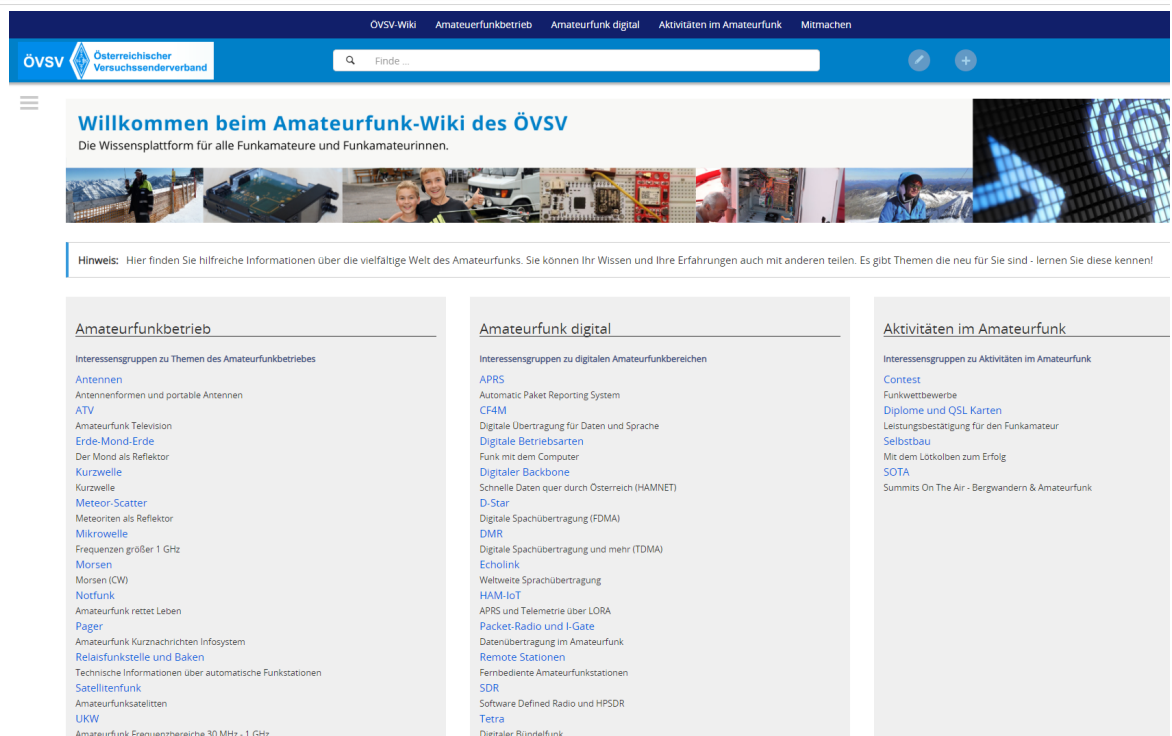 ÖVSV-Wiki Amateuerfunkbetrieb Amateurfunk digital Aktivitäten im Amateurfunk Mitmachen
ÖVSV Österreichischer
Versuchssenderverband
Finde ...
Willkommen beim Amateurfunk-Wiki des ÖVSV
Die Wissensplattform für alle Funkamateure und Funkamateurinnen.
Hinweis: Hier finden Sie hilfreiche Informationen über die vielfältige Welt des Amateurfunks. Sie können Ihr Wissen und Ihre Erfahrungen auch mit anderen teilen. Es gibt Themen die neu für Sie sind - lernen Sie diese kennen!
Amateurfunkbetrieb
Interessensgruppen zu Themen des Amateurfunkbetriebes
Antennen
Antennenformen und portable Antennen
ATV
Amateurfunk Television
Erde-Mond-Erde
Der Mond als Reflektor
Kurzwelle
Kurzwelle
Meteor-Scatter
Meteoriten als Reflektor
Mikrowelle
Frequenzen größer 1 GHz
Morsen
Morsen (CW)
Notfunk
Amateurfunk rettet Leben
Pager
Amateurfunk Kurznachrichten Infosystem
Relaisfunkstelle und Baken
Technische Informationen über automatische Funkstationen
Satellitenfunk
Amateurfunksatelitten
UKW
Amateurfunk Frequenzbereiche 30 MHz - 1 GHz
Amateurfunk digital
Interessensgruppen zu digitalen Amateurfunkbereichen
APRS
Automatic Paket Reporting System
CF4M
Digitale Übertragung für Daten und Sprache
Digitale Betriebsarten
Funk mit dem Computer
Digitaler Backbone
Schnelle Daten quer durch Österreich (HAMNET)
D-Star
Digitale Spachübertragung (FDMA)
DMR
Digitale Spachübertragung und mehr (TDMA)
Echolink
Weltweite Sprachübertragung
HAM-IoT
APRS und Telemetrie über LORA
Packet-Radio und I-Gate
Datenübertragung im Amateurfunk
Remote Stationen
Fernbediente Amateurfunkstationen
SDR
Software Defined Radio und HPSDR
Tetra
Digitaler Bündelfunk
Aktivitäten im Amateurfunk
Interessensgruppen zu Aktivitäten im Amateurfunk
Contest
Funkwettbewerbe
Diplome und QSL Karten
Leistungsbestätigung für den Funkamateur
Selbstbau
Mit dem Lötkolben zum Erfolg
SOTA
Summits On The Air - Bergwandern & Amateurfunk